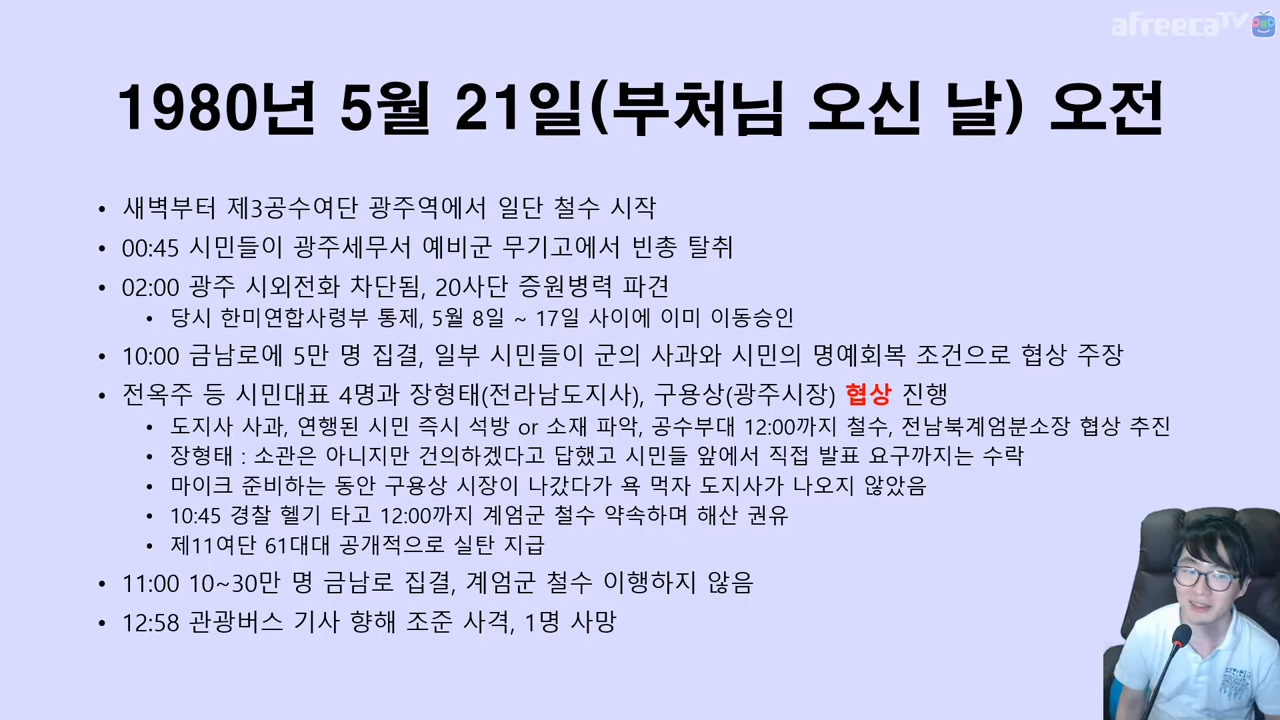 afreecaTV
1980년 5월 21일(부처님 오신 날) 오전
• 새벽부터 제3공수여단 광주역에서 일단 철수 시작
• 00:45 시민들이 광주세무서 예비군 무기고에서 빈총 탈취
• 02:00 광주 시외전화 차단됨, 20사단 증원병력 파견
• 당시 한미연합사령부 통제, 5월 8일 ~ 17일 사이에 이미 이동승인
• 10:00 금남로에 5만 명 집결, 일부 시민들이 군의 사과와 시민의 명예회복 조건으로 협상 주장
• 전옥주 등 시민대표 4명과 장형태(전라남도지사), 구용상(광주시장) 협상 진행
• 도지사 사과, 연행된 시민 즉시 석방 or 소재 파악, 공수부대 12:00까지 철수, 전남북계엄분소장 협상 추진
• 장형태 : 소관은 아니지만 건의하겠다고 답했고 시민들 앞에서 직접 발표 요구까지는 수락
• 마이크 준비하는 동안 구용상 시장이 나갔다가 욕 먹자 도지사가 나오지 않았음
• 10:45 경찰 헬기 타고 12:00까지 계엄군 철수 약속하며 해산 권유
• 제11여단 61대대 공개적으로 실탄 지급
• 11:00 10~30만 명 금남로 집결, 계엄군 철수 이행하지 않음
• 12:58 관광버스 기사 향해 조준 사격, 1명 사망